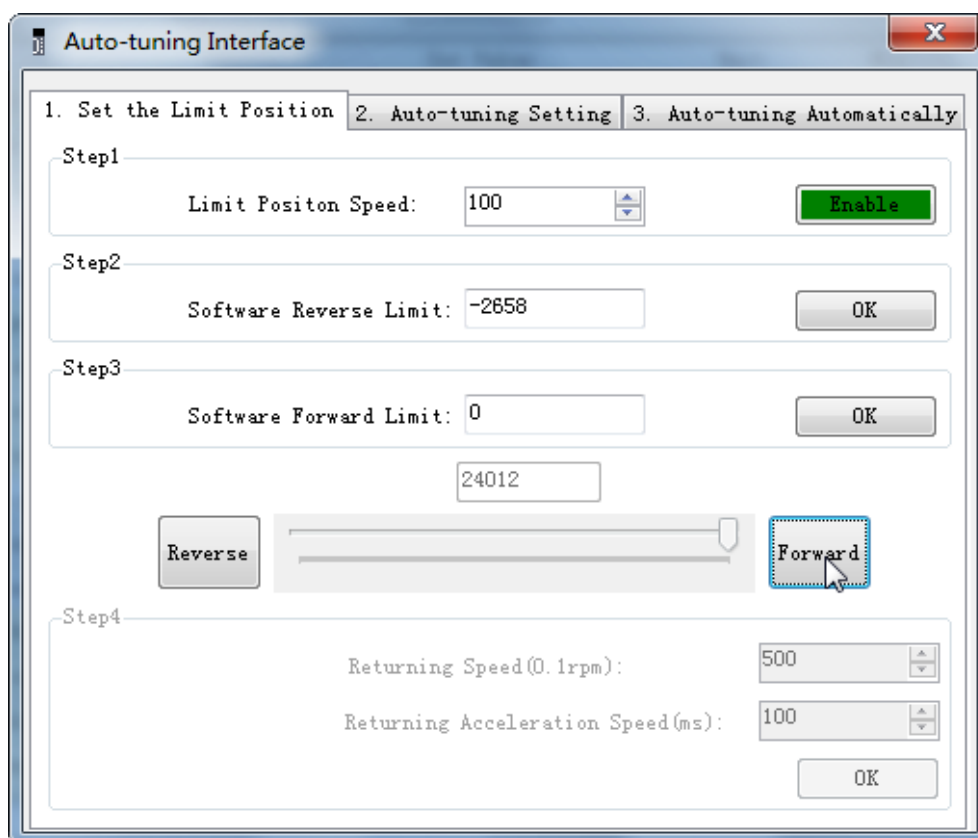 Auto-tuning Interface
1. Set the Limit Position 2. Auto-tuning Setting 3. Auto-tuning Automatically
Step1
Limit Positon Speed: 100 Enable
Step2
Software Reverse Limit: -2658 OK
Step3
Software Forward Limit: 0 OK
24012
Reverse Forward
Step4
Returning Speed(0.1rpm): 500
Returning Acceleration Speed(ms): 100
OK